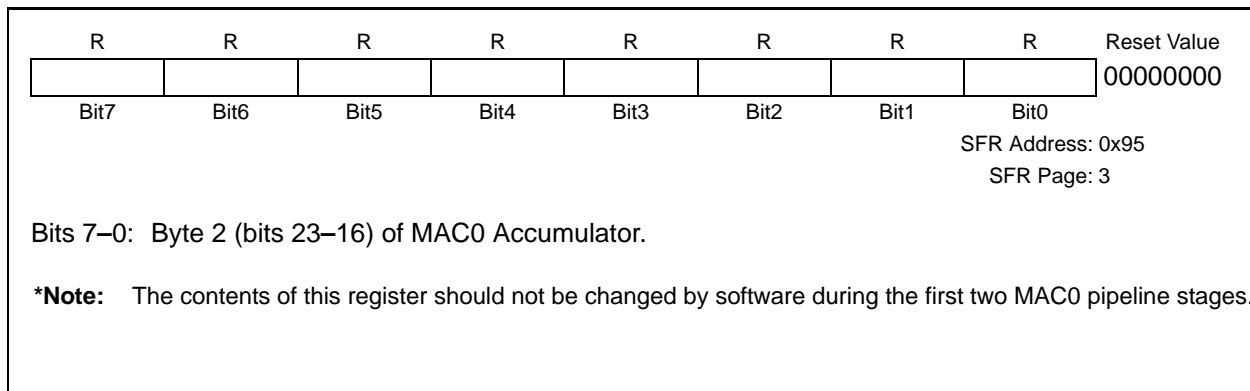 R R R R R R R R Reset Value
00000000
Bit7 Bit6 Bit5 Bit4 Bit3 Bit2 Bit1 Bit0
SFR Address: 0x95
SFR Page: 3
Bits 7–0: Byte 2 (bits 23–16) of MAC0 Accumulator.
*Note: The contents of this register should not be changed by software during the first two MAC0 pipeline stages.